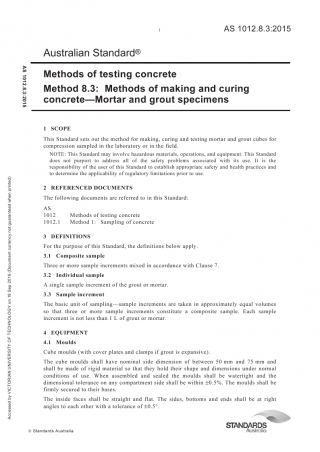 1
AS 1012.8.3:2015
Australian Standard®
Methods of testing concrete
Method 8.3: Methods of making and curing
concrete—Mortar and grout specimens
1 SCOPE
This Standard sets out the method for making, curing and testing mortar and grout cubes for
compression sampled in the laboratory or in the field.
NOTE: This Standard may involve hazardous materials, operations, and equipment. This Standard
does not purport to address all of the safety problems associated with its use. It is the
responsibility of the user of this Standard to establish appropriate safety and health practices and
to determine the applicability of regulatory limitations prior to use.
2 REFERENCED DOCUMENTS
The following documents are referred to in this Standard:
AS
1012 Methods of testing concrete
1012.1 Method 1: Sampling of concrete
3 DEFINITIONS
For the purpose of this Standard, the definitions below apply.
3.1 Composite sample
Three or more sample increments mixed in accordance with Clause 7.
3.2 Individual sample
A single sample increment of the grout or mortar.
3.3 Sample increment
The basic unit of sampling—sample increments are taken in approximately equal volumes
so that three or more sample increments constitute a composite sample. Each sample
increment is not less than 1 L of grout or mortar.
4 EQUIPMENT
4.1 Moulds
Cube moulds (with cover plates and clamps if grout is expansive).
The cube moulds shall have nominal side dimension of between 50 mm and 75 mm and
shall be made of rigid material so that they hold their shape and dimensions under normal
conditions of use. When assembled and sealed the moulds shall be watertight and the
dimensional tolerance on any compartment side shall be within ±0.5%. The moulds shall be
firmly secured to their bases.
The inside faces shall be straight and flat. The sides, bottoms and ends shall be at right
angles to each other with a tolerance of ±0.5°.
AS 1012.8.3-2015
Accessed by VICTORIAN UNIVERSITY OF TECHNOLOGY on 16 Sep 2016 (Document currency not guaranteed when printed)
© Standards Australia
STANDARDS
Australia